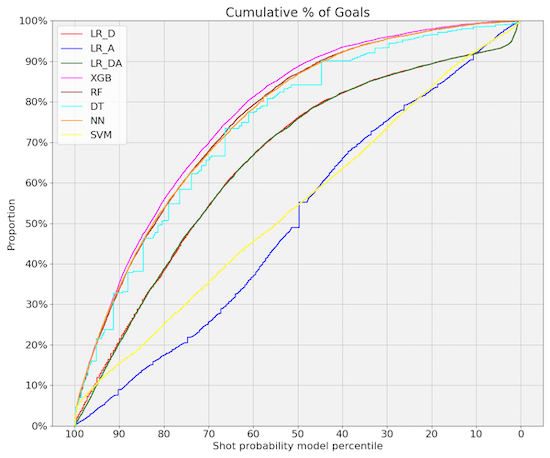 Cumulative % of Goals
LR_D
LR_A
LR_DA
XGB
RF
DT
NN
SVM
100%
90%
80%
70%
60%
50%
40%
30%
20%
10%
0%
Proportion
100 90 80 70 60 50 40 30 20 10 0
Shot probability model percentile